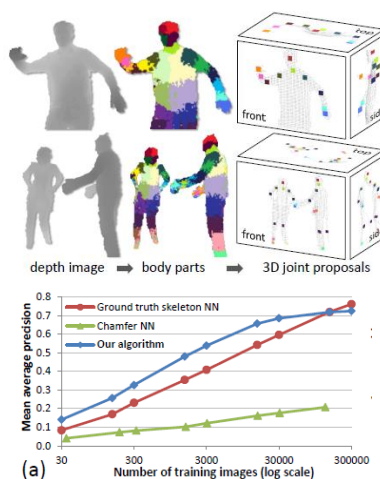 top
front
side
top
front
side
depth image
body parts
3D joint proposals
0.8
0.7
0.6
0.5
0.4
0.3
0.2
0.1
0.0
Mean average precision
Ground truth skeleton NN
Chamfer NN
Our algorithm
30
300
3000
30000
300000
Number of training images (log scale)
(a)